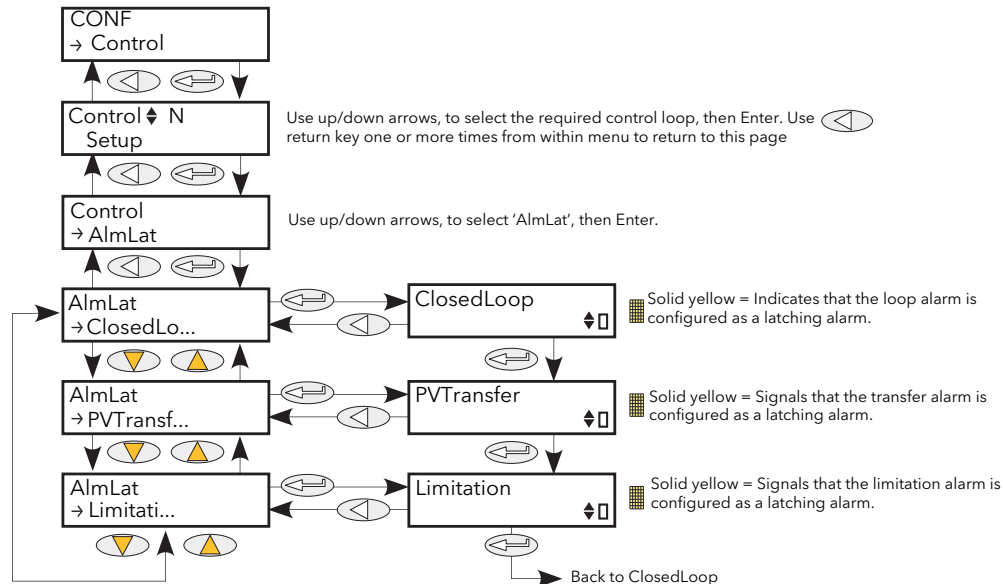 CONF
→ Control
Control N
Setup
Use up/down arrows, to select the required control loop, then Enter. Use
return key one or more times from within menu to return to this page
Control
→ AlmLat
Use up/down arrows, to select 'AlmLat', then Enter.
AlmLat
→ ClosedLo...
ClosedLoop
Solid yellow = Indicates that the loop alarm is
configured as a latching alarm.
AlmLat
→ PVTransf...
PVTransfer
Solid yellow = Signals that the transfer alarm is
configured as a latching alarm.
AlmLat
→ Limitati...
Limitation
Solid yellow = Signals that the limitation alarm is
configured as a latching alarm.
Back to ClosedLoop